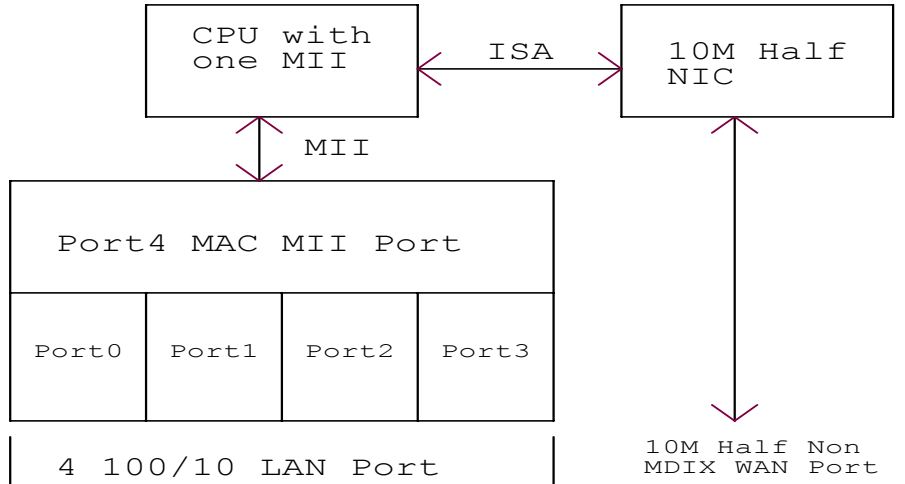 CPU with
one MII
ISA
10M Half
NIC
MII
Port4 MAC MII Port
Port0
Port1
Port2
Port3
4 100/10 LAN Port
10M Half Non
MDIX WAN Port